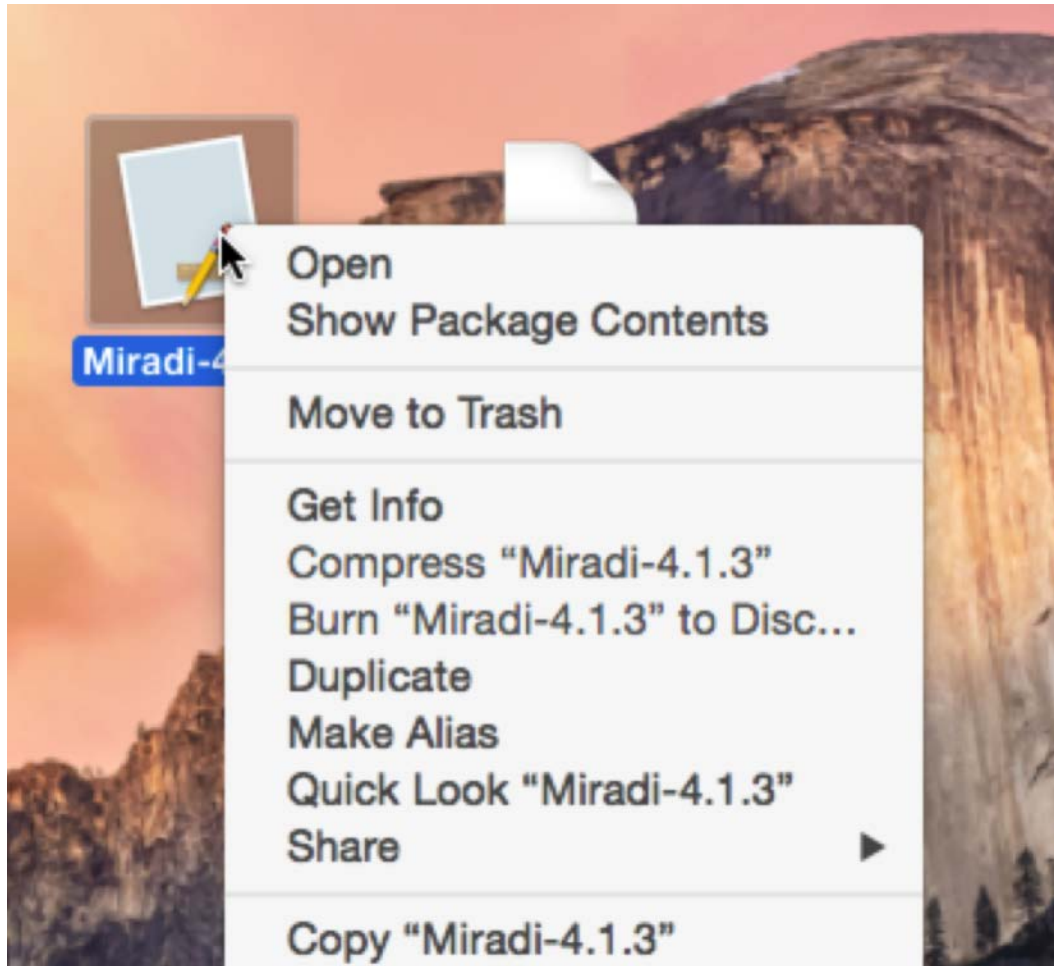 Miradi-4
Open
Show Package Contents
Move to Trash
Get Info
Compress “Miradi-4.1.3”
Burn “Miradi-4.1.3” to Disc...
Duplicate
Make Alias
Quick Look “Miradi-4.1.3”
Share
Copy “Miradi-4.1.3”